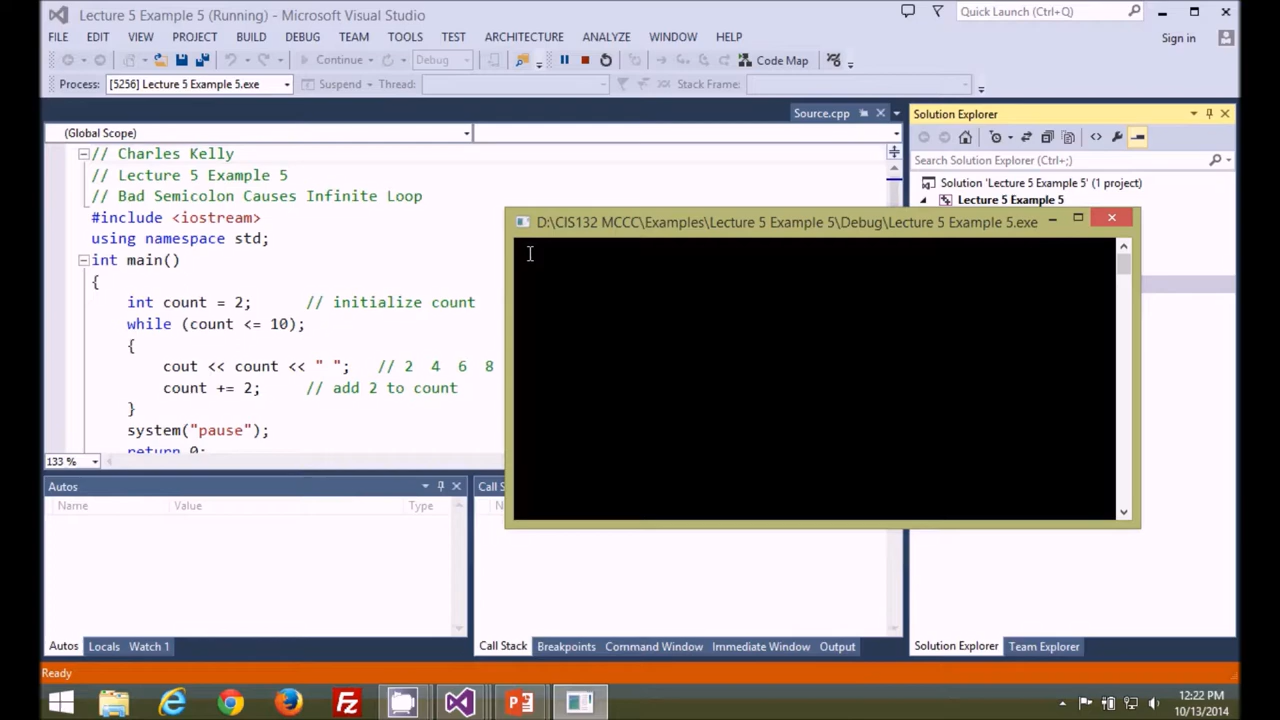 Lecture 5 Example 5 (Running) - Microsoft Visual Studio
Quick Launch (Ctrl+Q)
FILE EDIT VIEW PROJECT BUILD DEBUG TEAM TOOLS TEST ARCHITECTURE ANALYZE WINDOW HELP
Sign in
Continue Debug Code Map
Process: [5256] Lecture 5 Example 5.exe Suspend Thread: Stack Frame:
Source.cpp
Solution Explorer
(Global Scope)
Search Solution Explorer (Ctrl+;)
Solution 'Lecture 5 Example 5' (1 project)
Lecture 5 Example 5
// Charles Kelly
// Lecture 5 Example 5
// Bad Semicolon Causes Infinite Loop
#include <iostream>
using namespace std;
int main()
{
int count = 2; // initialize count
while (count <= 10);
{
cout << count << " "; // 2 4 6 8
count += 2; // add 2 to count
}
system("pause");
return 0;
133 %
D:\CIS132 MCCC\Examples\Lecture 5 Example 5\Debug\Lecture 5 Example 5.exe
Autos
Name Value Type
Call S
N
Autos Locals Watch 1
Call Stack Breakpoints Command Window Immediate Window Output
Solution Explorer Team Explorer
Ready
12:22 PM
10/13/2014